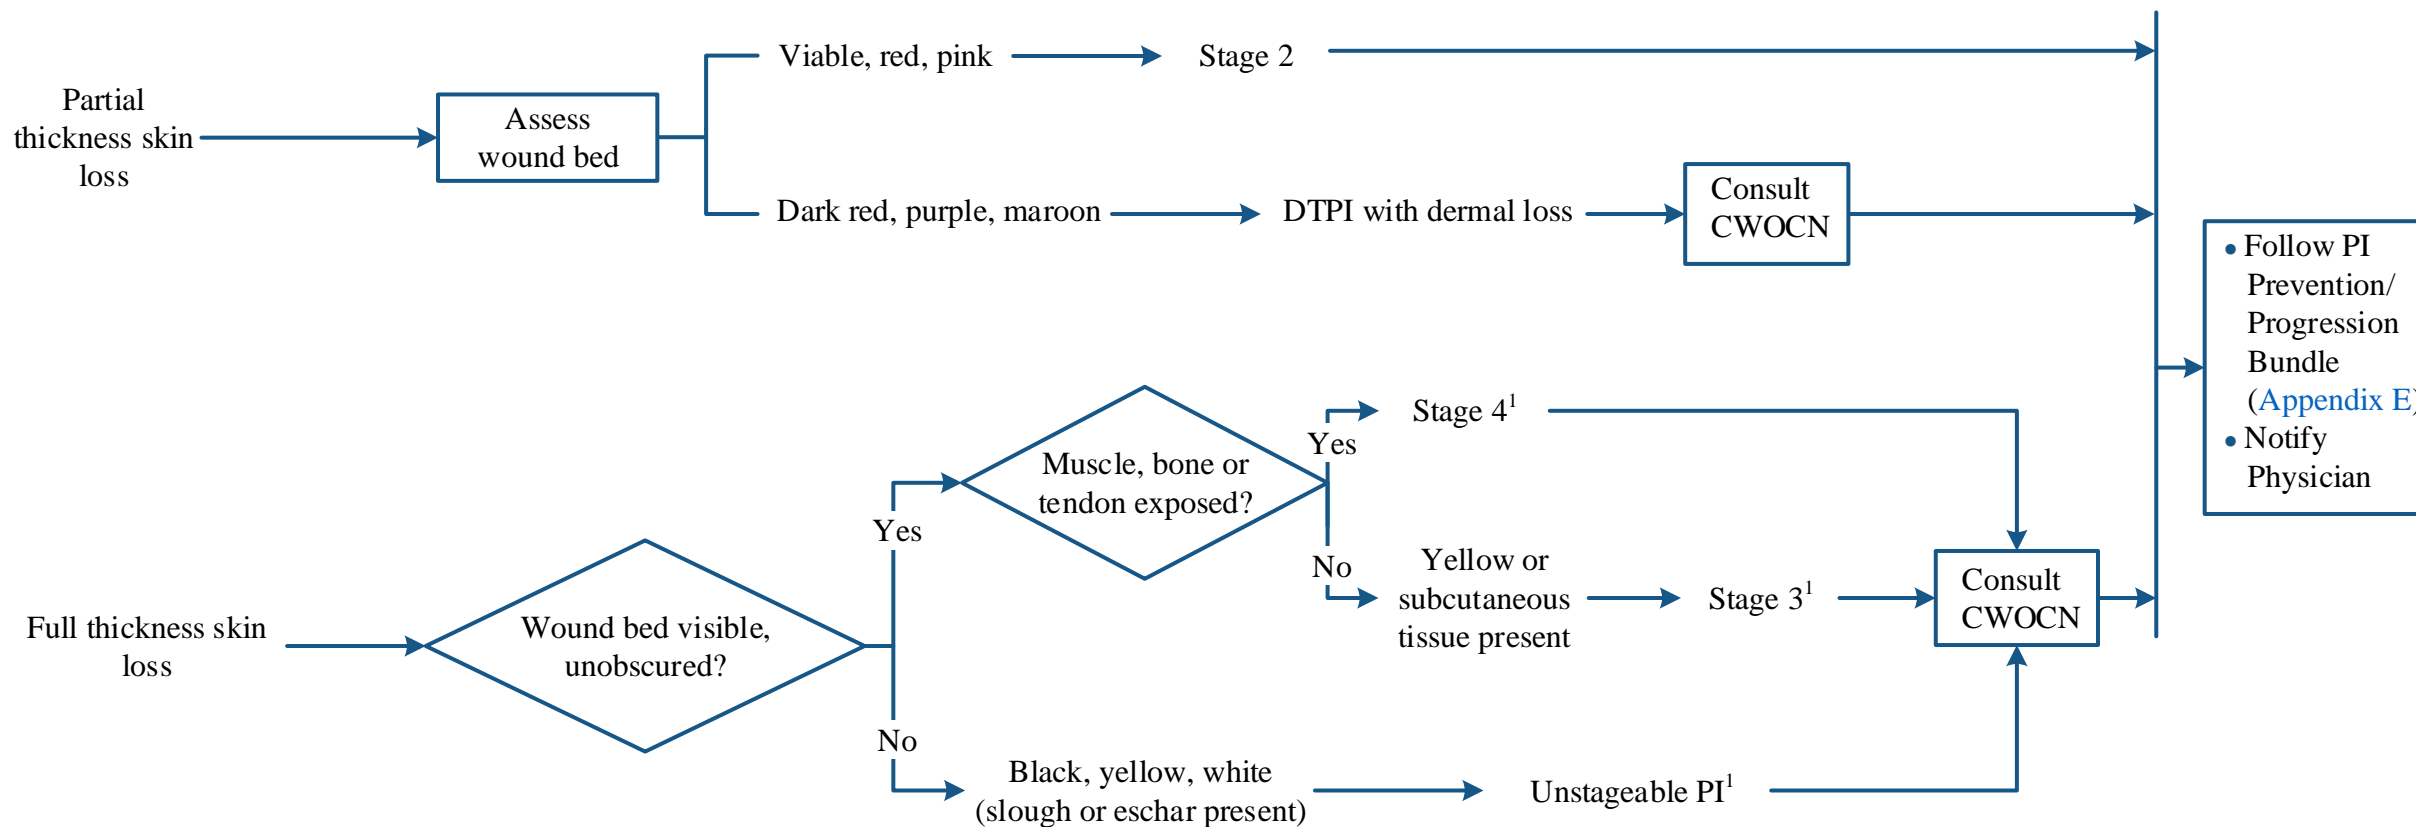 Partial
thickness skin
loss
Assess
wound bed
Viable, red, pink
Stage 2
Dark red, purple, maroon
DTPI with dermal loss
Consult
CWOCN
Full thickness skin
loss
Wound bed visible,
unobscured?
Yes
Muscle, bone or
tendon exposed?
Yes
Stage 4¹
No
Yellow or
subcutaneous
tissue present
Stage 3¹
No
Black, yellow, white
(slough or eschar present)
Unstageable PI¹
Consult
CWOCN
• Follow PI
Prevention/
Progression
Bundle
(Appendix E)
• Notify
Physician